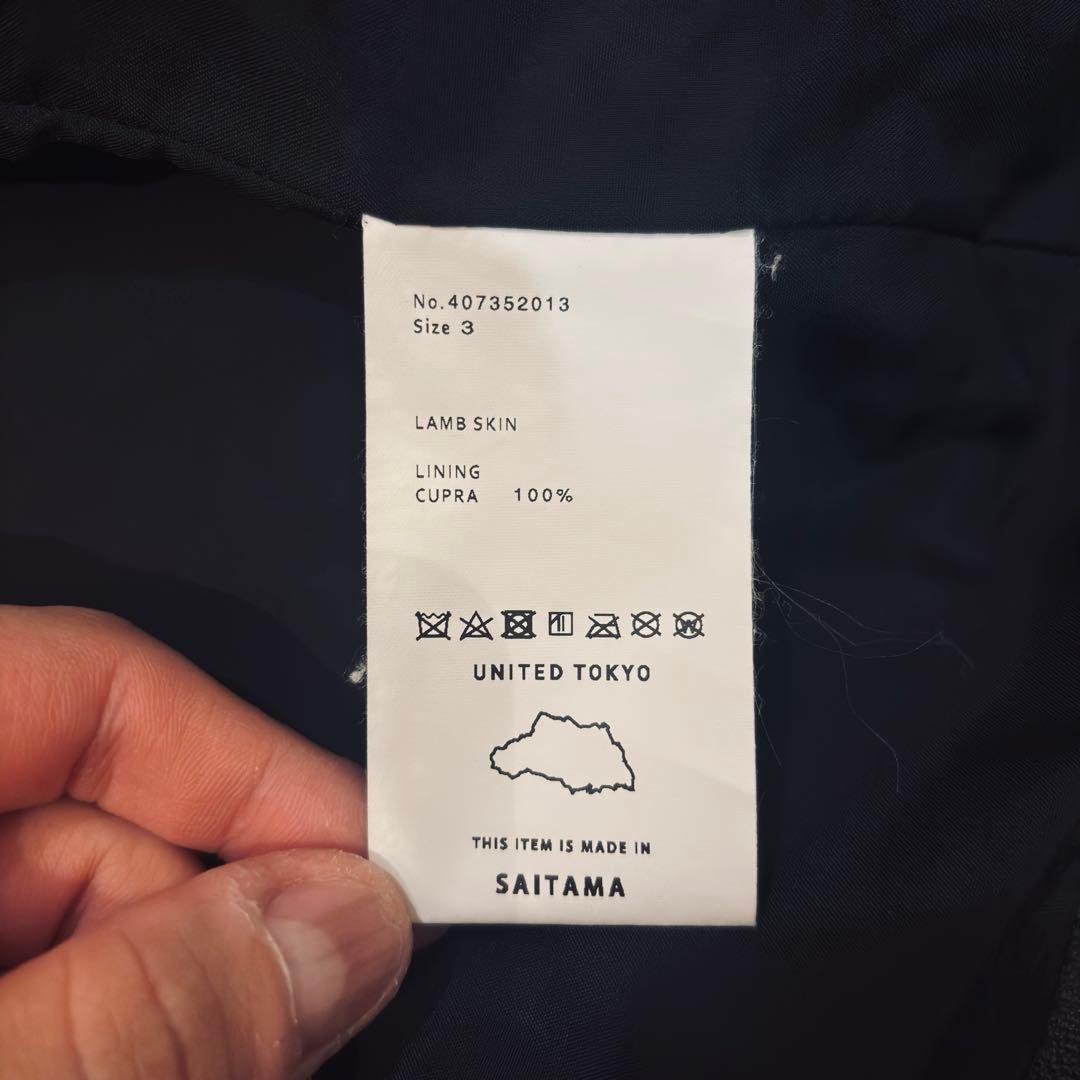 No.407352013
Size 3
LAMB SKIN
LINING
CUPRA 100%
UNITED TOKYO
THIS ITEM IS MADE IN
SAITAMA